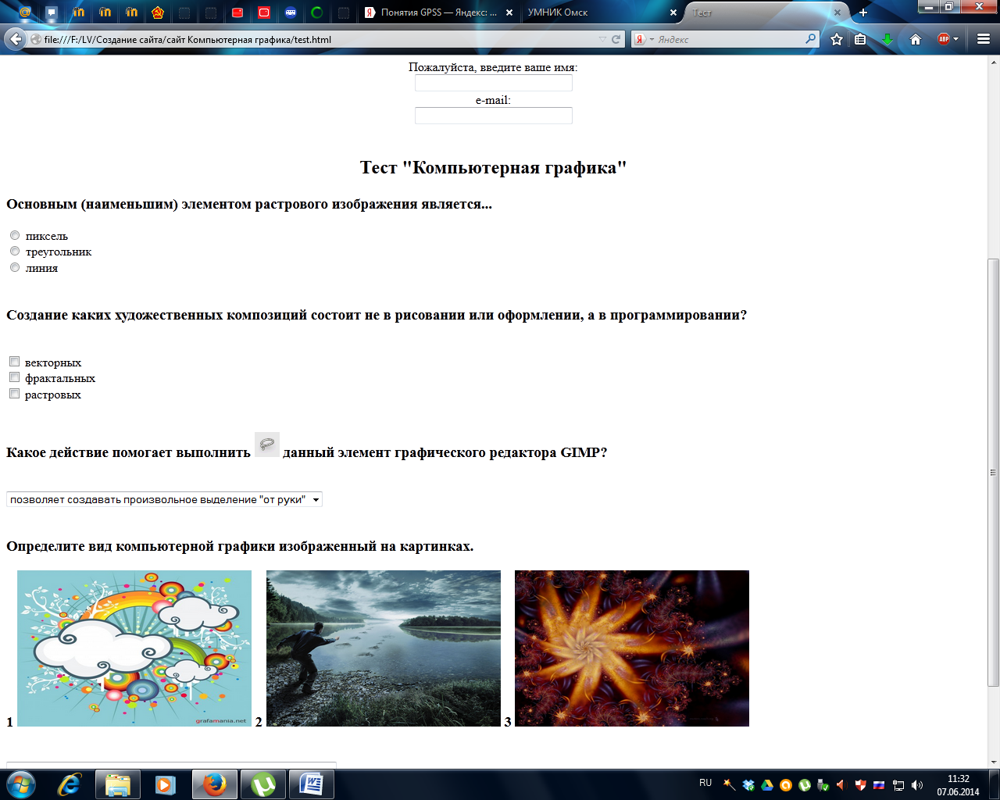 Понятия GPSS — Яндекс: ...
УМНИК Омск
Тест
file:///F:/LV/Создание сайта/сайт Компьютерная графика/test.html
Яндекс
ABP
Пожалуйста, введите ваше имя:
e-mail:
Тест "Компьютерная графика"
Основным (наименьшим) элементом растрового изображения является...
пиксель
треугольник
линия
Создание каких художественных композиций состоит не в рисовании или оформлении, а в программировании?
векторных
фрактальных
растровых
Какое действие помогает выполнить данный элемент графического редактора GIMP?
позволяет создавать произвольное выделение "от руки"
Определите вид компьютерной графики изображенный на картинках.
grafamania.net
1 2 3
RU
11:32
07.06.2014